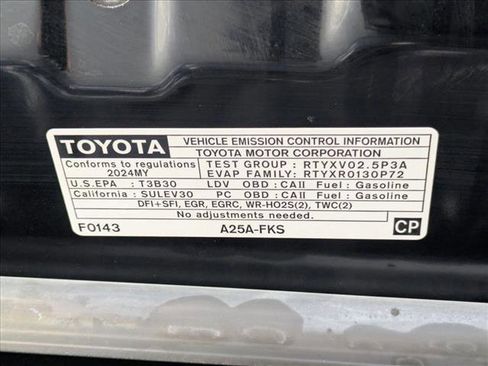 TOYOTA VEHICLE EMISSION CONTROL INFORMATION
TOYOTA MOTOR CORPORATION
Conforms to regulations TEST GROUP : RTYXV02.5P3A
2024MY EVAP FAMILY: RTYXR0130P72
U.S.EPA : T3B30 LDV OBD : CAII Fuel : Gasoline
California : SULEV30 PC OBD : CAII Fuel : Gasoline
DFI+SFI, EGR, EGRC, WR-HO2S(2), TWC(2)
No adjustments needed.
F0143 A25A-FKS CP